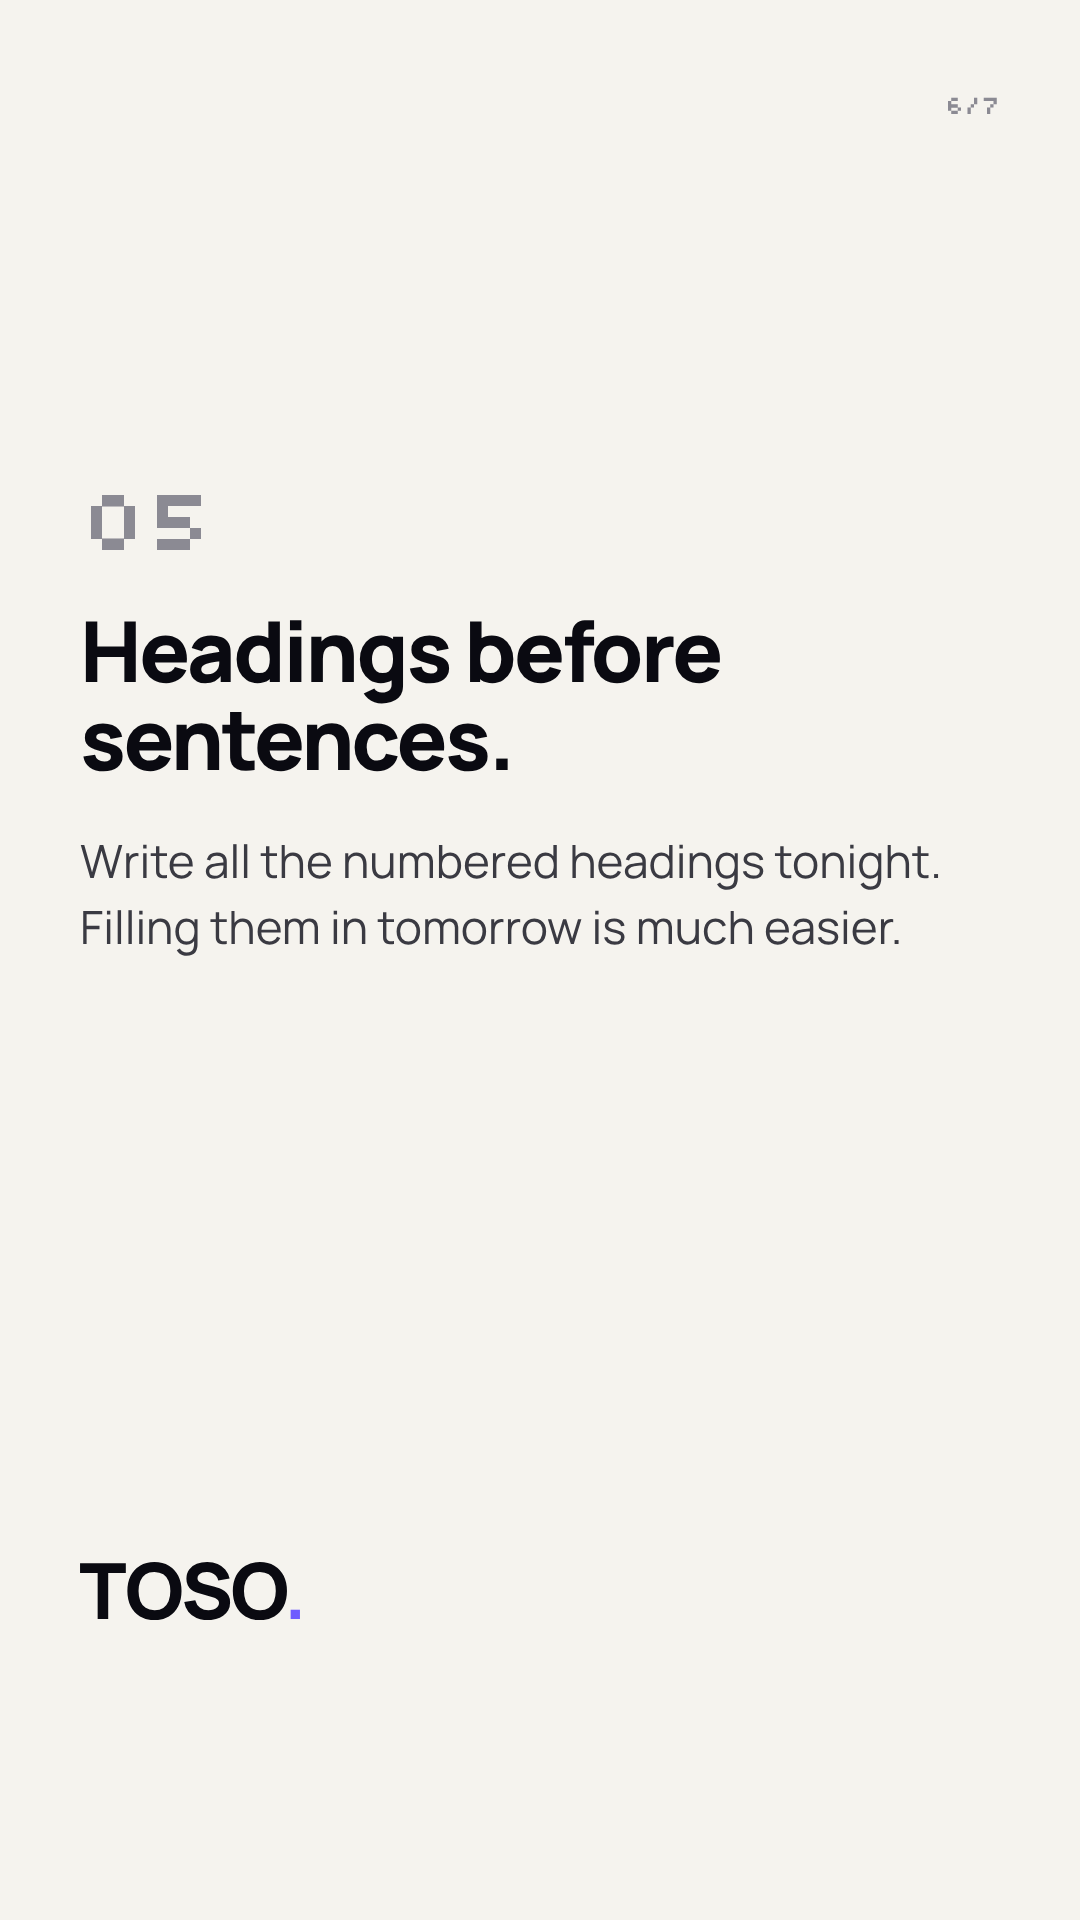 6/7
05
Headings before
sentences.
Write all the numbered headings tonight.
Filling them in tomorrow is much easier.
TOSO.